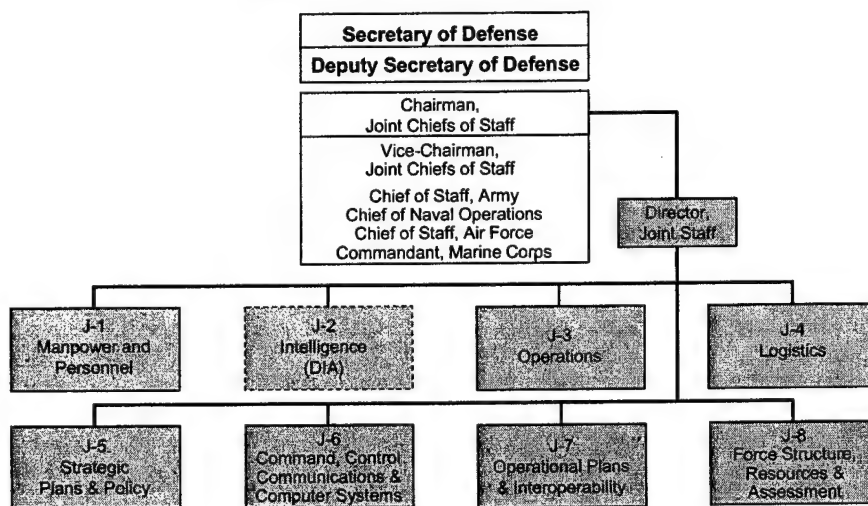 Secretary of Defense
Deputy Secretary of Defense
Chairman,
Joint Chiefs of Staff
Vice-Chairman,
Joint Chiefs of Staff
Chief of Staff, Army
Chief of Naval Operations
Chief of Staff, Air Force
Commandant, Marine Corps
Director,
Joint Staff
J-1
Manpower and
Personnel
J-2
Intelligence
(DIA)
J-3
Operations
J-4
Logistics
J-5
Strategic
Plans & Policy
J-6
Command, Control
Communications &
Computer Systems
J-7
Operational Plans
& Interoperability
J-8
Force Structure,
Resources &
Assessment